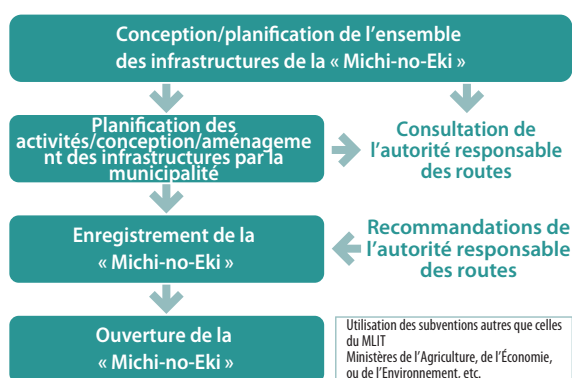 Conception/planification de l'ensemble
des infrastructures de la « Michi-no-Eki »
Planification des
activités/conception/aménageme
nt des infrastructures par la
municipalité
Consultation de
l'autorité responsable
des routes
Enregistrement de la
« Michi-no-Eki »
Recommandations de
l'autorité responsable
des routes
Ouverture de la
« Michi-no-Eki »
Utilisation des subventions autres que celles
du MLIT
Ministères de l'Agriculture, de l'Économie,
ou de l'Environnement, etc.